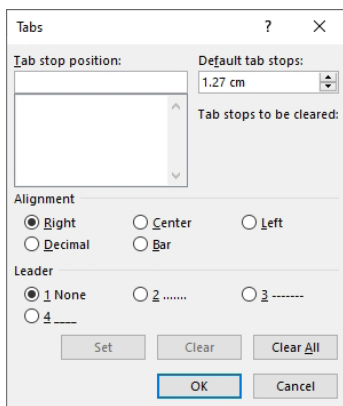 Tabs ? ×
Tab stop position: Default tab stops:
1.27 cm
Tab stops to be cleared:
Alignment
Right Center Left
Decimal Bar
Leader
1 None 2 ....... 3 -------
4 ____
Set Clear Clear All
OK Cancel